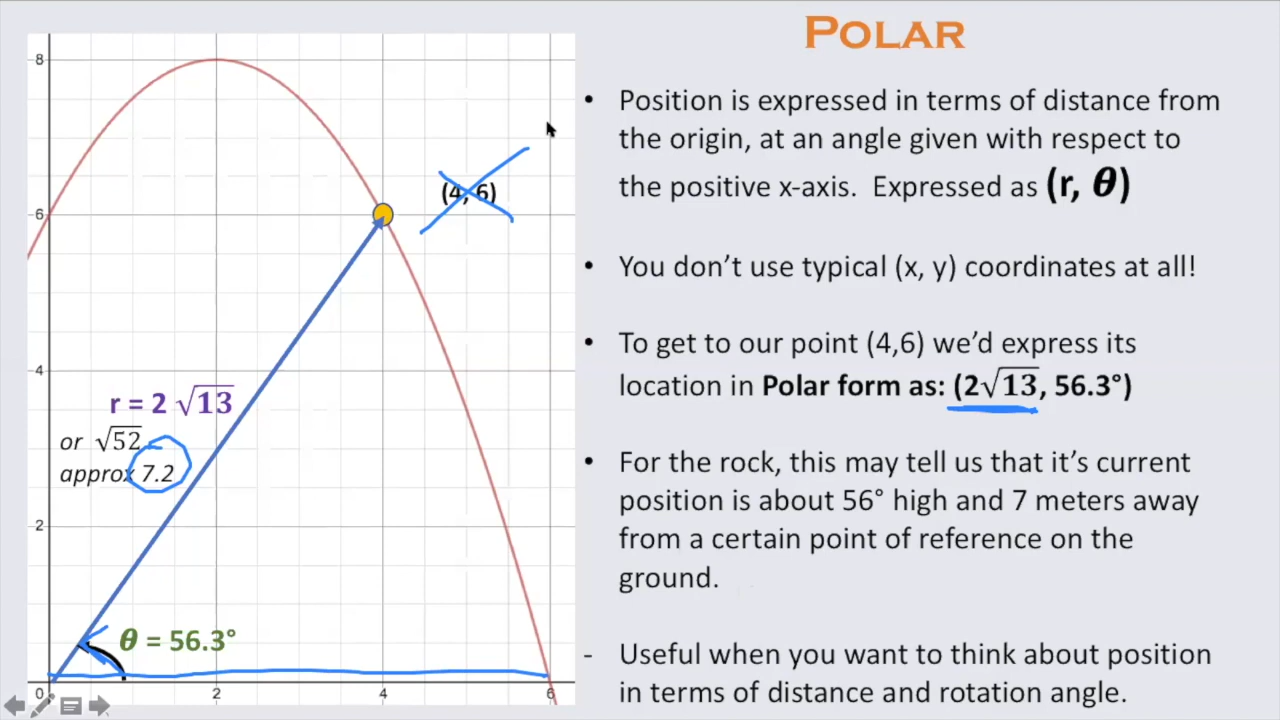 POLAR
8
6
4
2
0
2
4
6
(4, 6)
r = 2 √13
or √52
approx 7.2
θ = 56.3°
• Position is expressed in terms of distance from
the origin, at an angle given with respect to
the positive x-axis. Expressed as (r, θ)
• You don’t use typical (x, y) coordinates at all!
• To get to our point (4,6) we’d express its
location in Polar form as: (2√13, 56.3°)
• For the rock, this may tell us that it’s current
position is about 56° high and 7 meters away
from a certain point of reference on the
ground.
- Useful when you want to think about position
in terms of distance and rotation angle.